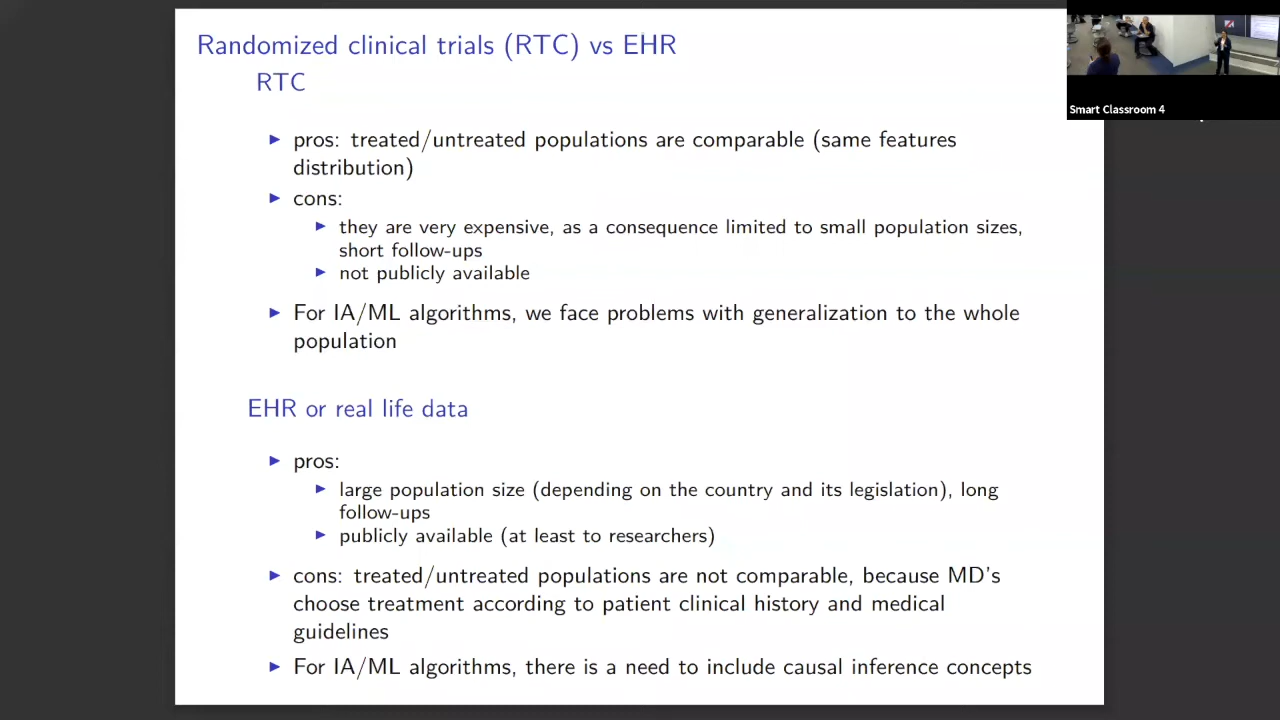 Randomized clinical trials (RTC) vs EHR
RTC
pros: treated/untreated populations are comparable (same features
distribution)
cons:
they are very expensive, as a consequence limited to small population sizes,
short follow-ups
not publicly available
For IA/ML algorithms, we face problems with generalization to the whole
population
EHR or real life data
pros:
large population size (depending on the country and its legislation), long
follow-ups
publicly available (at least to researchers)
cons: treated/untreated populations are not comparable, because MD's
choose treatment according to patient clinical history and medical
guidelines
For IA/ML algorithms, there is a need to include causal inference concepts
Smart Classroom 4